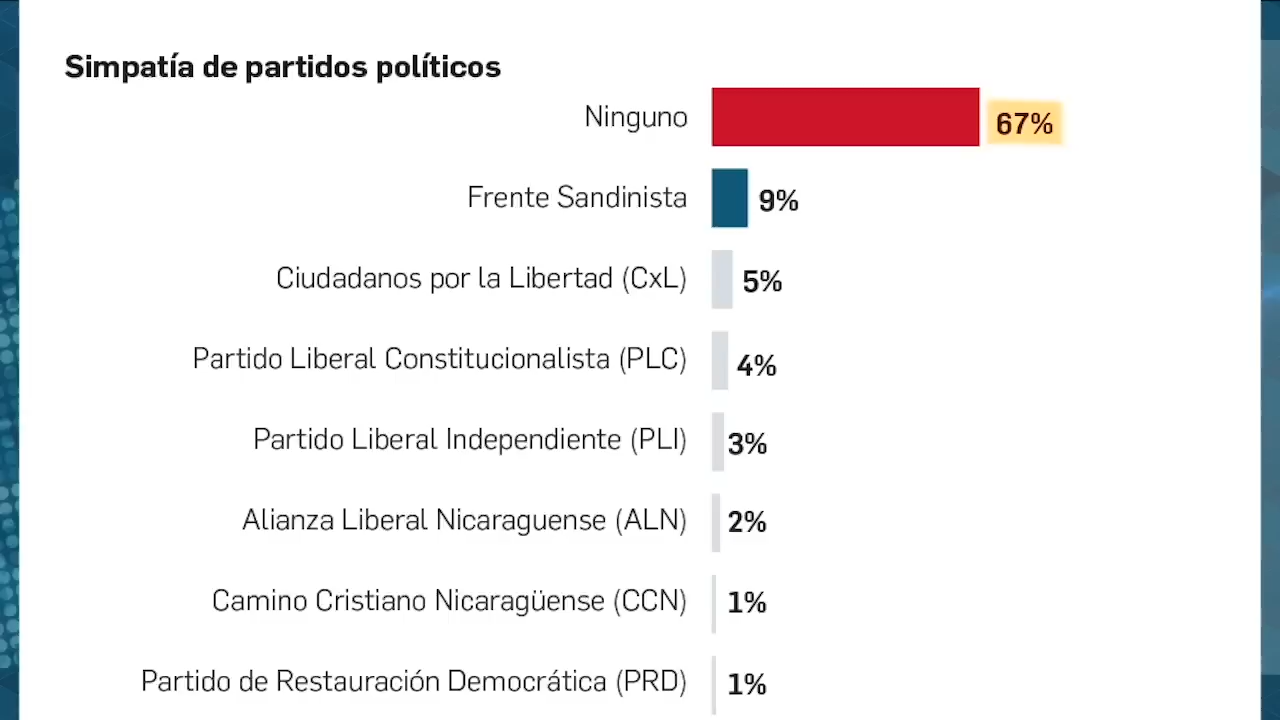 Simpatía de partidos políticos
Ninguno 67%
Frente Sandinista 9%
Ciudadanos por la Libertad (CxL) 5%
Partido Liberal Constitucionalista (PLC) 4%
Partido Liberal Independiente (PLI) 3%
Alianza Liberal Nicaraguense (ALN) 2%
Camino Cristiano Nicaragüense (CCN) 1%
Partido de Restauración Democrática (PRD) 1%